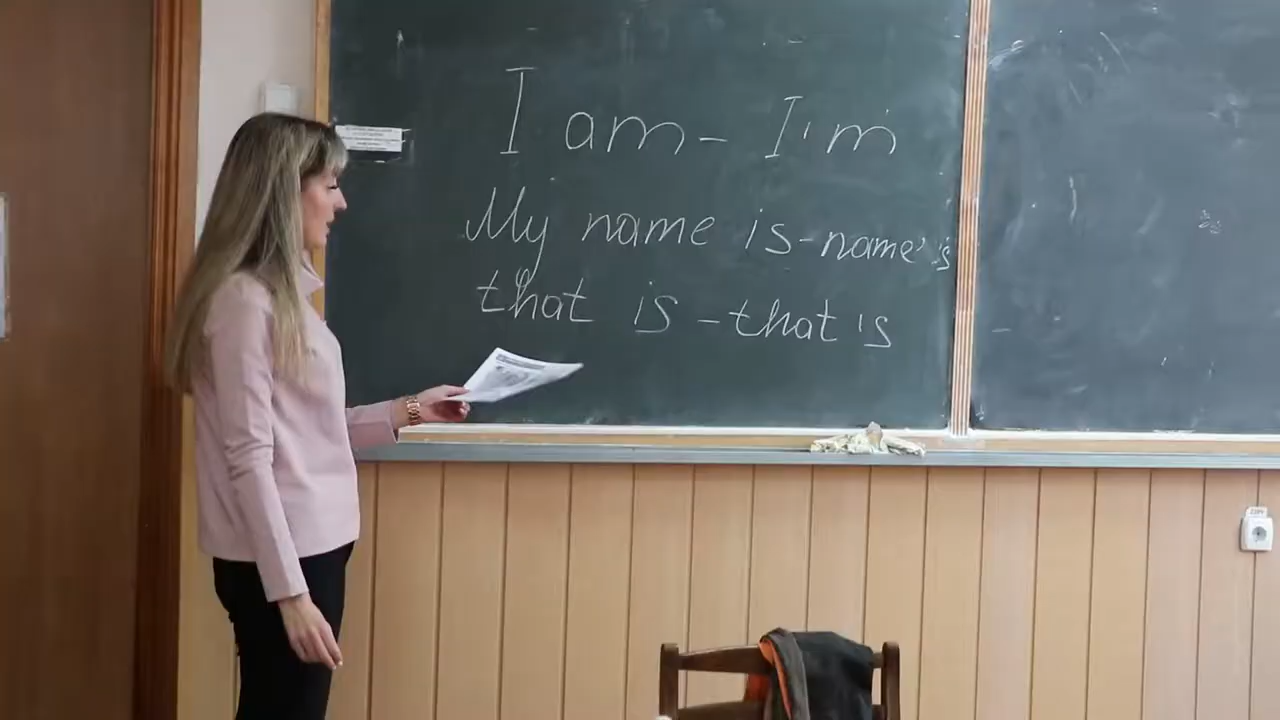 I am - I'm
My name is - name's
that is - that's